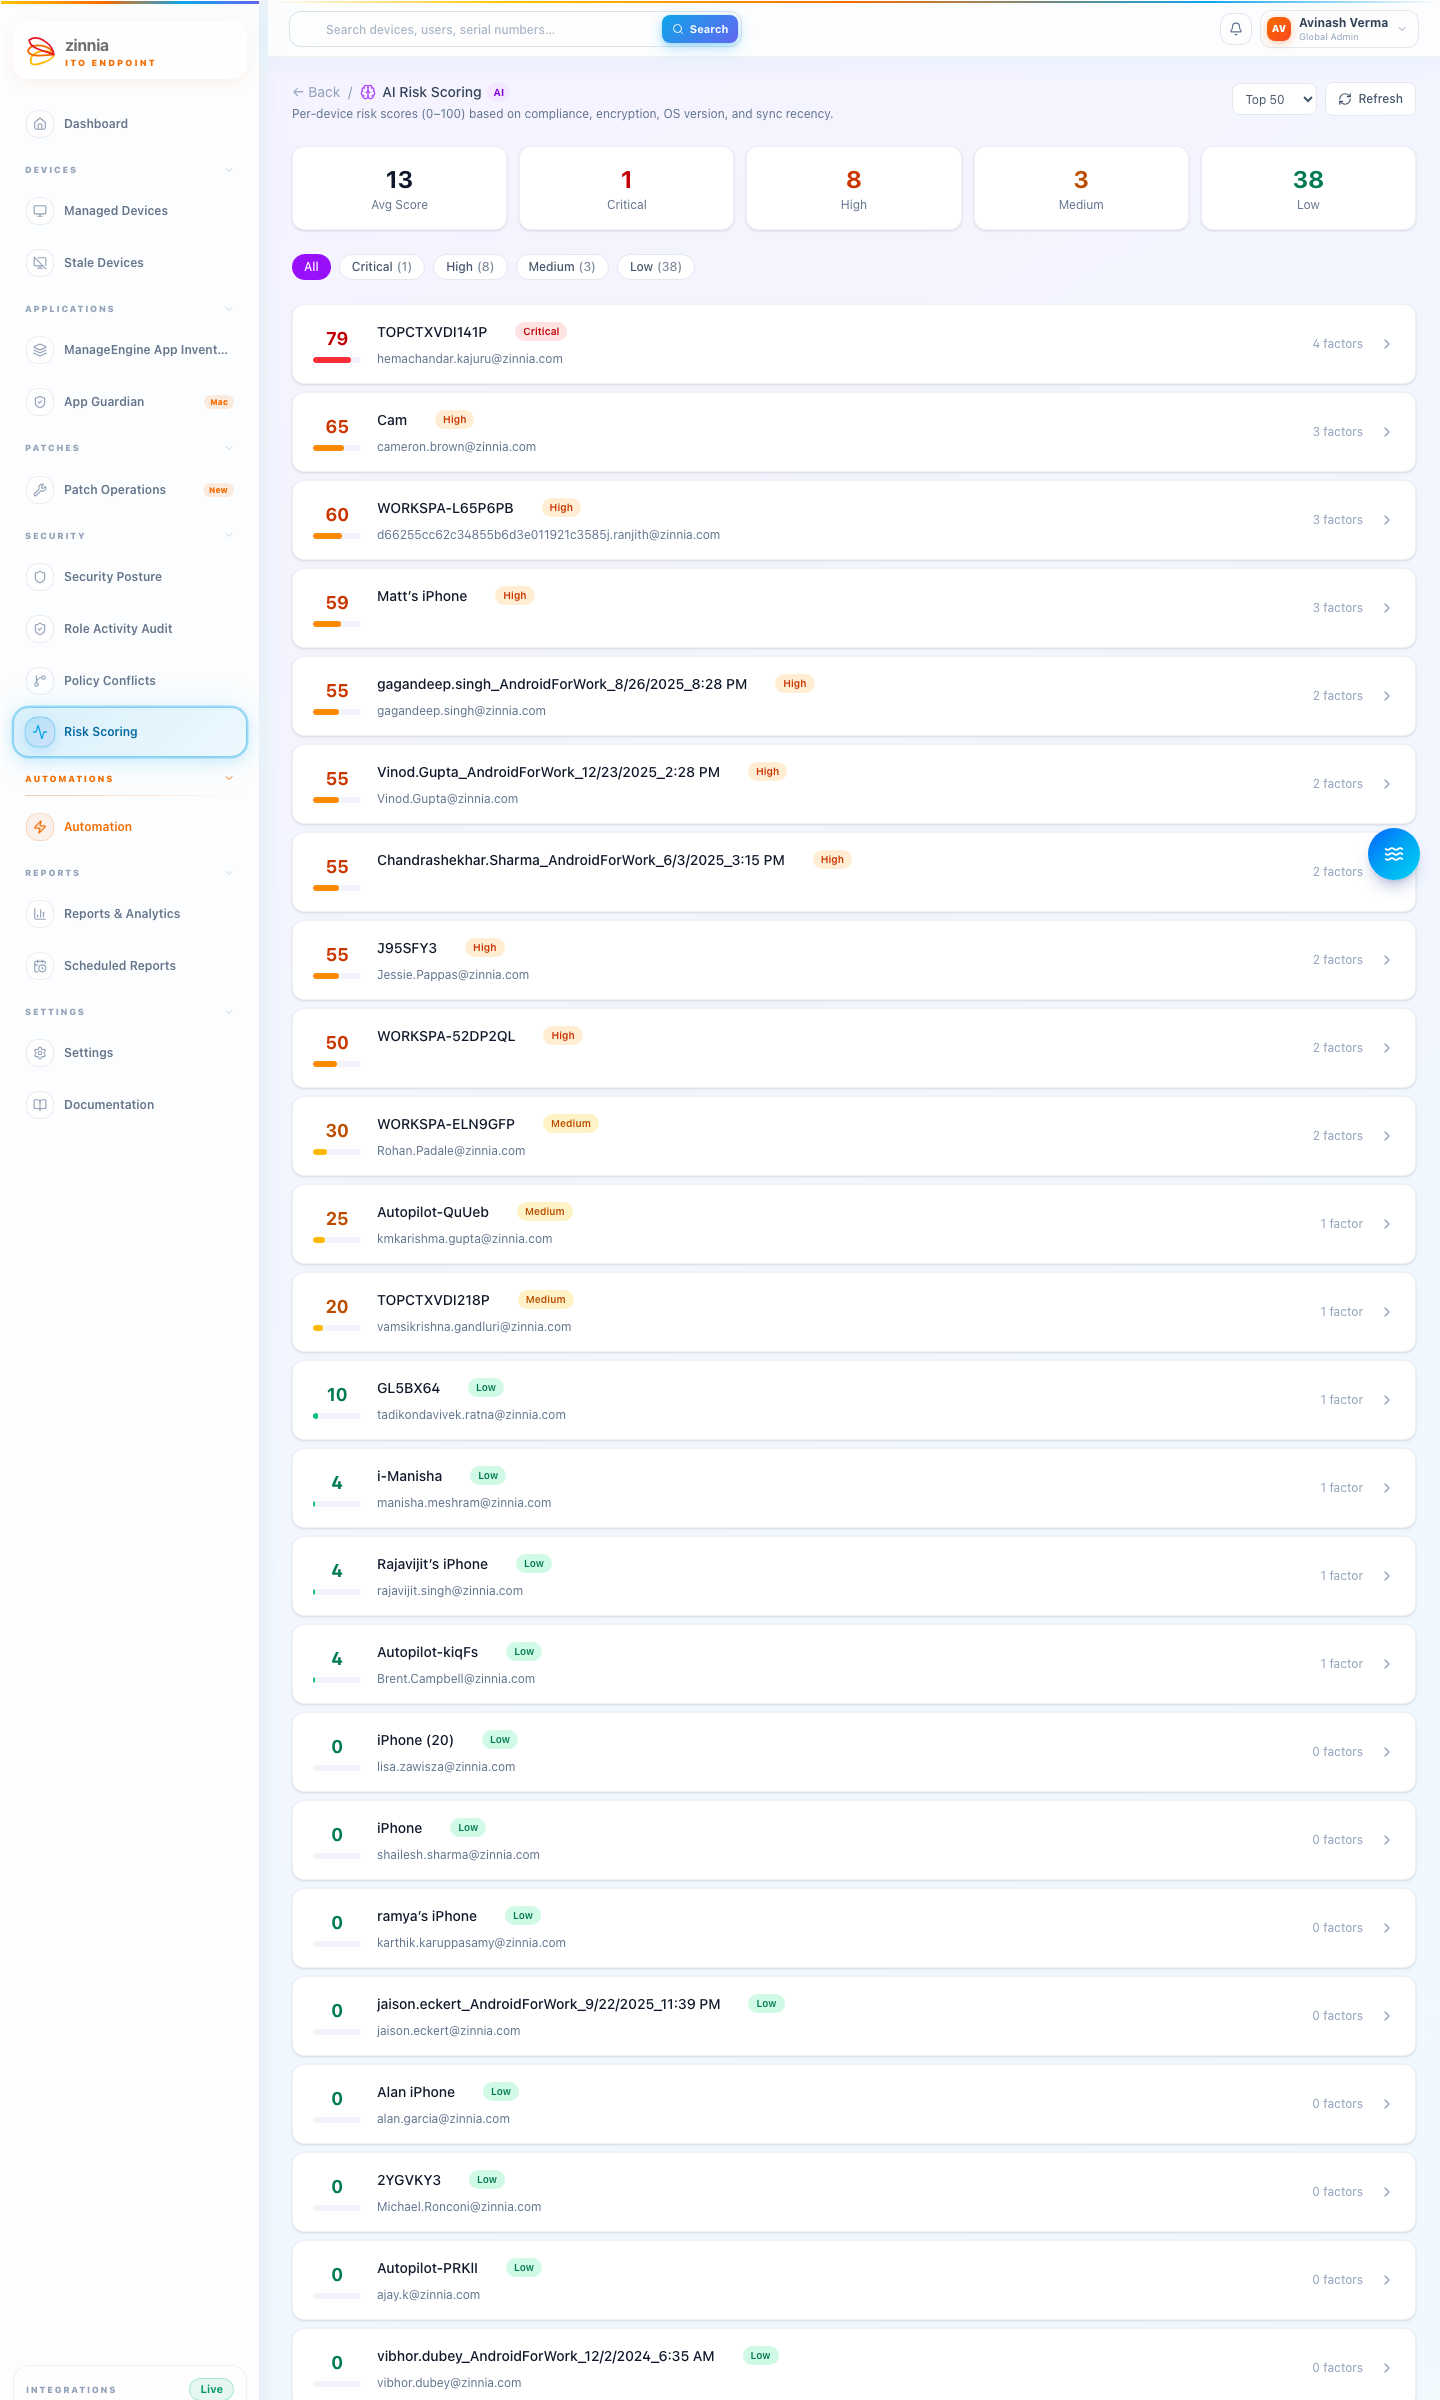 zinnia
ITO ENDPOINT
Dashboard
DEVICES
Managed Devices
Stale Devices
APPLICATIONS
ManageEngine App Invent...
App Guardian Mac
PATCHES
Patch Operations New
SECURITY
Security Posture
Role Activity Audit
Policy Conflicts
Risk Scoring
AUTOMATIONS
Automation
REPORTS
Reports & Analytics
Scheduled Reports
SETTINGS
Settings
Documentation
INTEGRATIONS Live
Search devices, users, serial numbers... Search
AV Avinash Verma
Global Admin
← Back / AI Risk Scoring AI
Per-device risk scores (0–100) based on compliance, encryption, OS version, and sync recency.
Top 50 Refresh
13 1 8 3 38
Avg Score Critical High Medium Low
All Critical (1) High (8) Medium (3) Low (38)
79 TOPCTXVDI141P Critical
hemachandar.kajuru@zinnia.com
4 factors
65 Cam High
cameron.brown@zinnia.com
3 factors
60 WORKSPA-L65P6PB High
d66255cc62c34855b6d3e011921c3585j.ranjith@zinnia.com
3 factors
59 Matt’s iPhone High
3 factors
55 gagandeep.singh_AndroidForWork_8/26/2025_8:28 PM High
gagandeep.singh@zinnia.com
2 factors
55 Vinod.Gupta_AndroidForWork_12/23/2025_2:28 PM High
Vinod.Gupta@zinnia.com
2 factors
55 Chandrashekhar.Sharma_AndroidForWork_6/3/2025_3:15 PM High
2 factors
55 J95SFY3 High
Jessie.Pappas@zinnia.com
2 factors
50 WORKSPA-52DP2QL High
2 factors
30 WORKSPA-ELN9GFP Medium
Rohan.Padale@zinnia.com
2 factors
25 Autopilot-QuUeb Medium
kmkarishma.gupta@zinnia.com
1 factor
20 TOPCTXVDI218P Medium
vamsikrishna.gandluri@zinnia.com
1 factor
10 GL5BX64 Low
tadikondavivek.ratna@zinnia.com
1 factor
4 i-Manisha Low
manisha.meshram@zinnia.com
1 factor
4 Rajavijit’s iPhone Low
rajavijit.singh@zinnia.com
1 factor
4 Autopilot-kiqFs Low
Brent.Campbell@zinnia.com
1 factor
0 iPhone (20) Low
lisa.zawisza@zinnia.com
0 factors
0 iPhone Low
shailesh.sharma@zinnia.com
0 factors
0 ramya’s iPhone Low
karthik.karuppasamy@zinnia.com
0 factors
0 jaison.eckert_AndroidForWork_9/22/2025_11:39 PM Low
jaison.eckert@zinnia.com
0 factors
0 Alan iPhone Low
alan.garcia@zinnia.com
0 factors
0 2YGVKY3 Low
Michael.Ronconi@zinnia.com
0 factors
0 Autopilot-PRKII Low
ajay.k@zinnia.com
0 factors
0 vibhor.dubey_AndroidForWork_12/2/2024_6:35 AM Low
vibhor.dubey@zinnia.com
0 factors